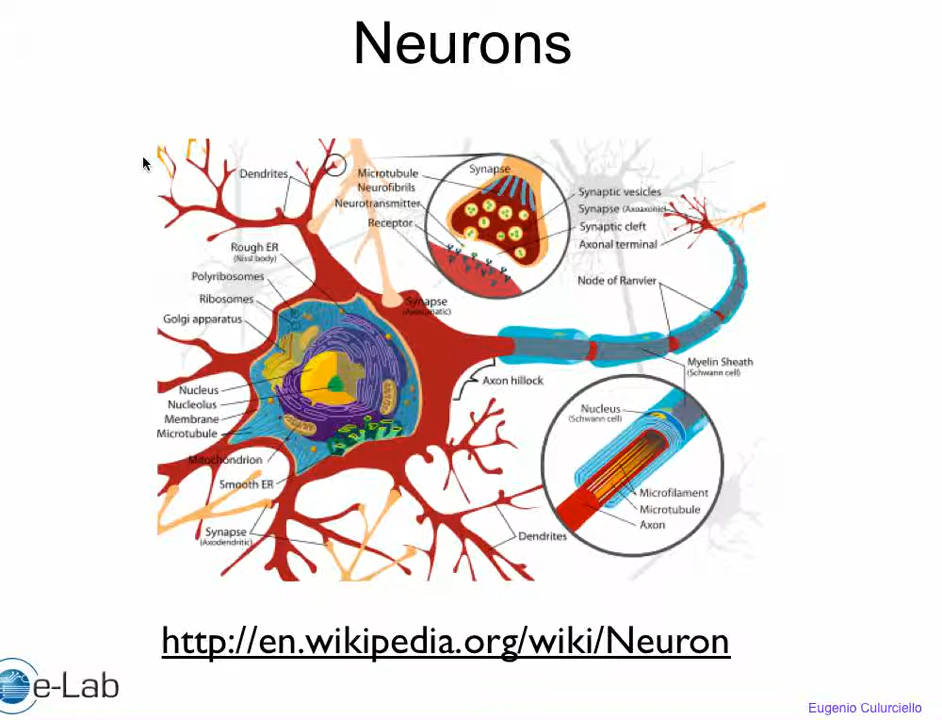 Neurons
Dendrites
Microtubule
Neurofibrils
Neurotransmitter
Receptor
Synapse
Synaptic vesicles
Synapse (Axoaxonic)
Synaptic cleft
Axonal terminal
Rough ER
(Nissl body)
Polyribosomes
Ribosomes
Golgi apparatus
Synapse
(Axosomatic)
Node of Ranvier
Myelin Sheath
(Schwann cell)
Axon hillock
Nucleus
Nucleolus
Membrane
Microtubule
Mitochondrion
Smooth ER
Synapse
(Axodendritic)
Dendrites
Nucleus
(Schwann cell)
Microfilament
Microtubule
Axon
http://en.wikipedia.org/wiki/Neuron
e-Lab
Eugenio Culurciello